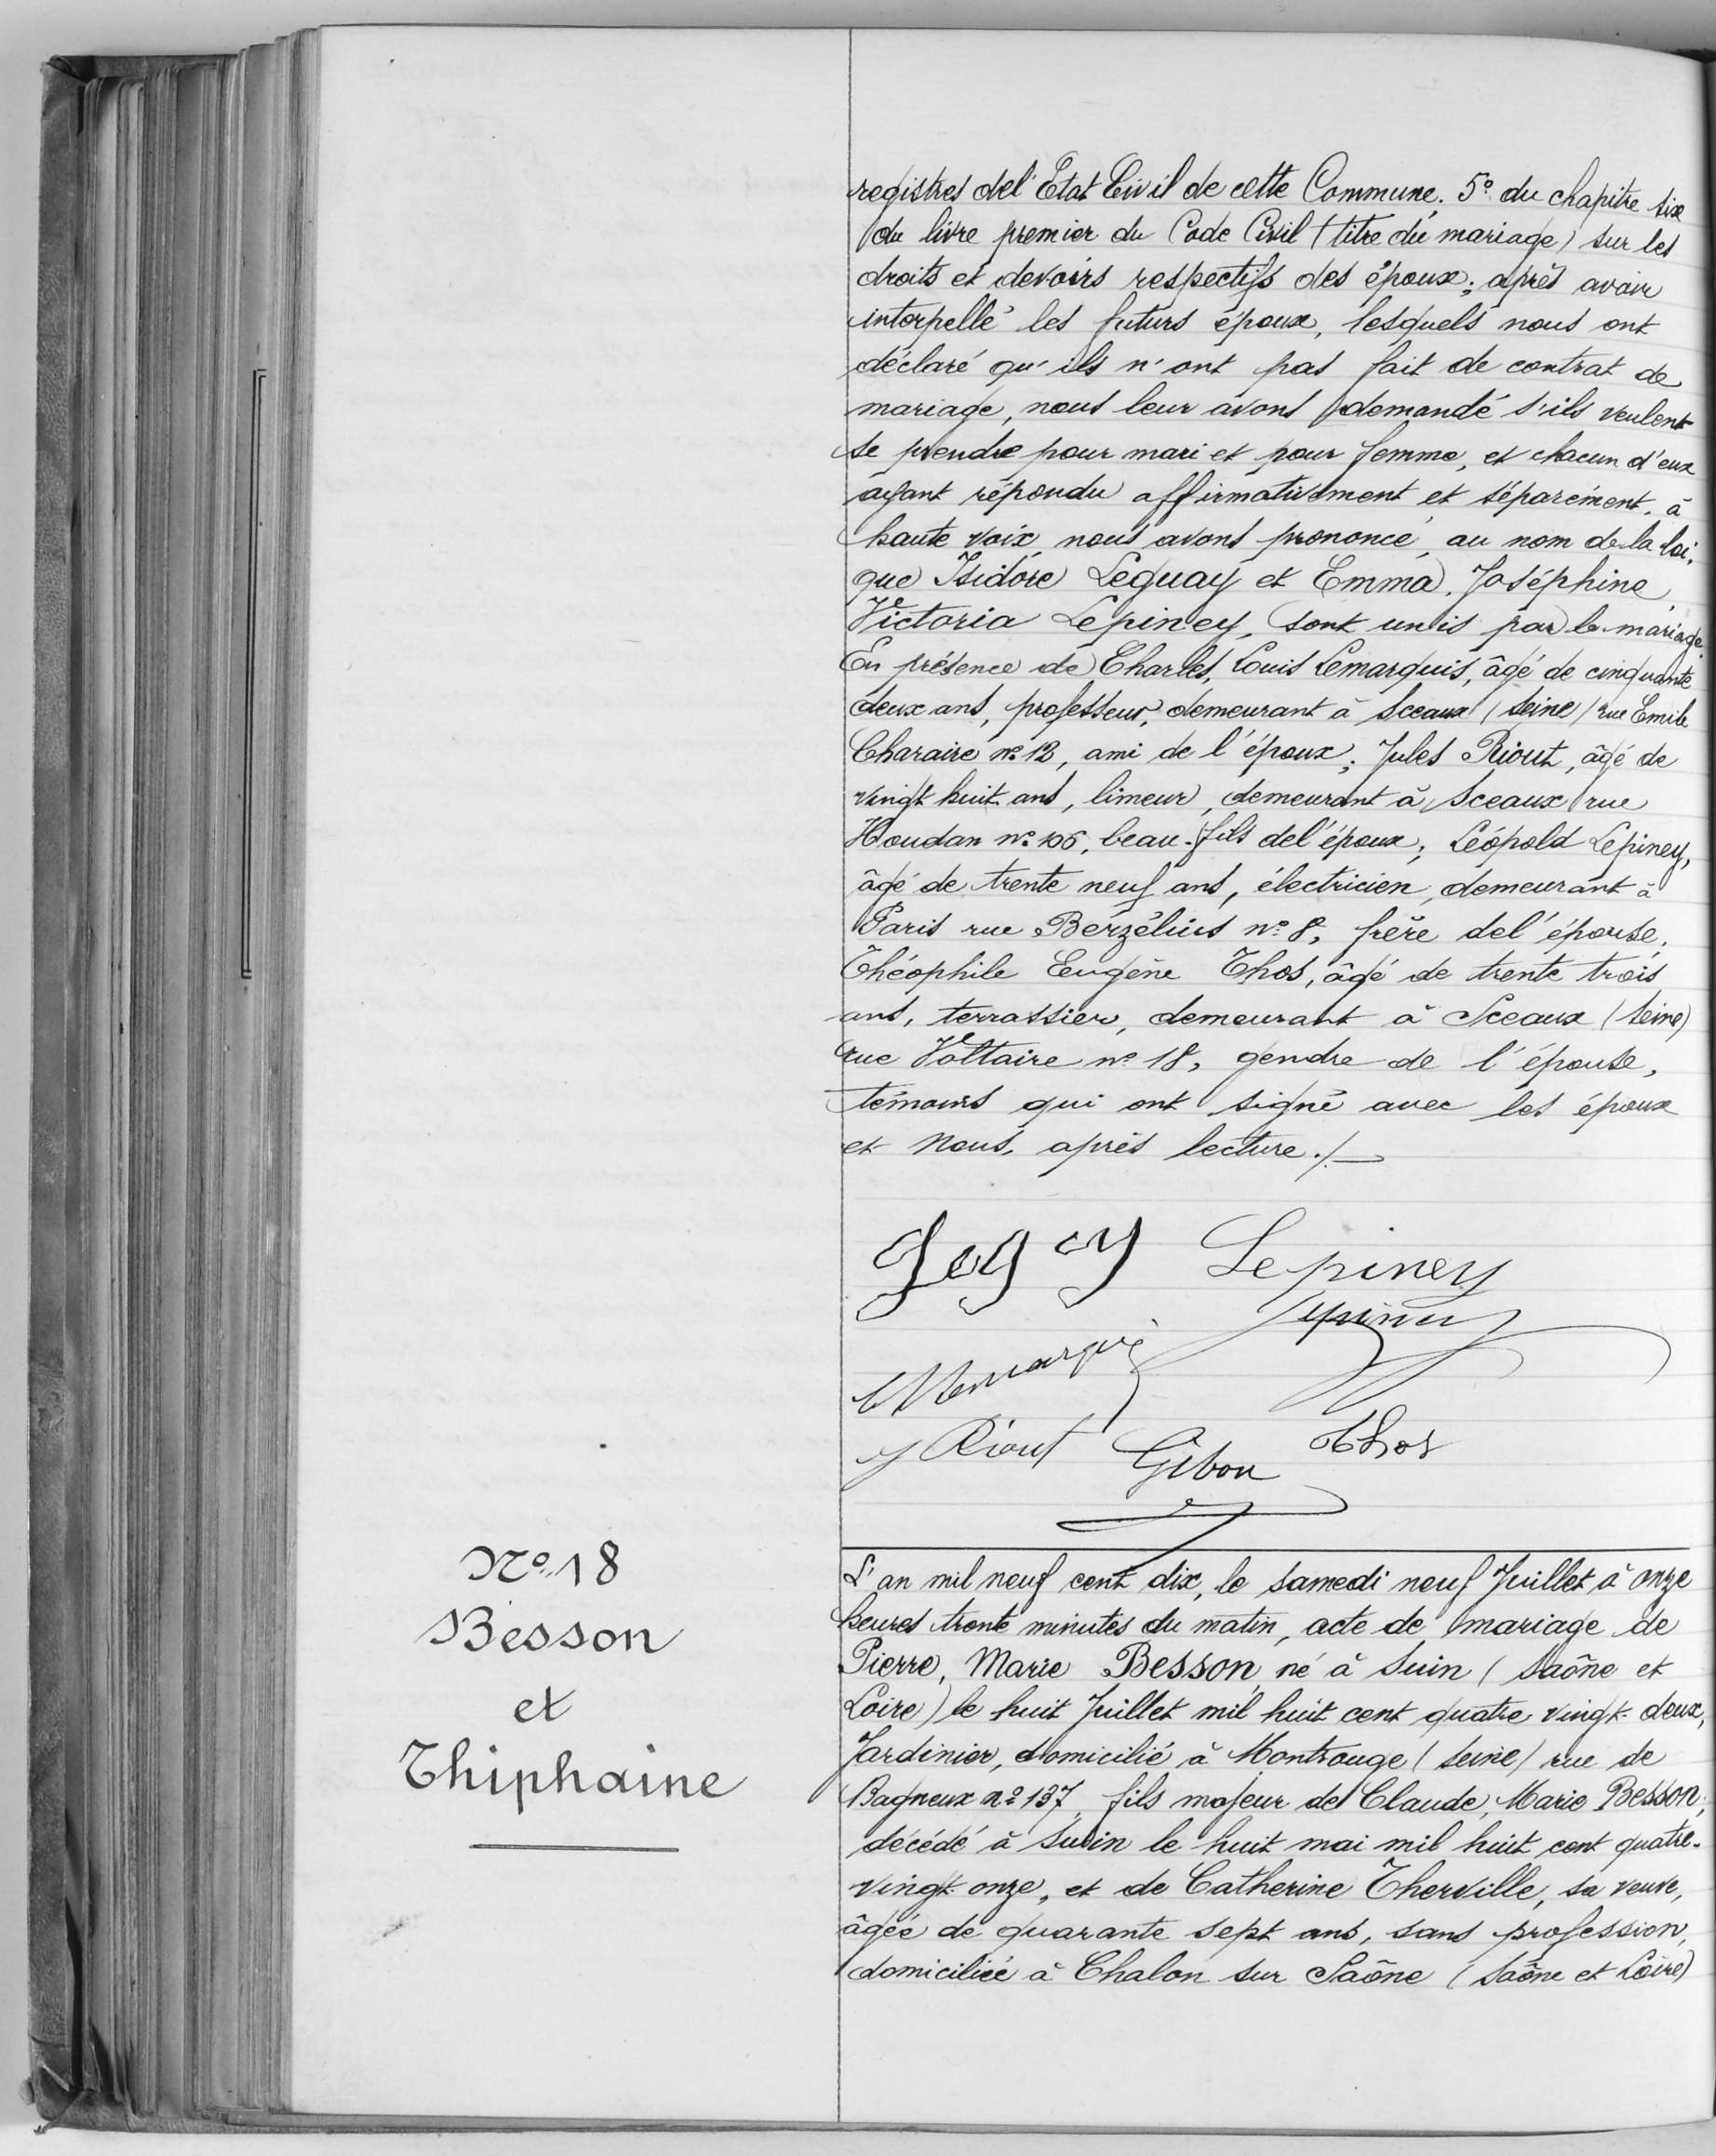 registres de l'Etat Civil de cette Commune. 5° du chapitre six
du livre premier du Code Civil (titre du mariage) sur les
droits et devoirs respectifs des époux; après avoir
interpellé les futurs époux, lesquels nous ont
déclaré qu'ils n'ont pas fait de contrat de
mariage, nous leur avons demandé s'ils veulent
se prendre pour mari et pour femme, et chacun d'eux
ayant répondu affirmativement et séparément, à
haute voix, nous avons prononcé, au nom de la loi,
que Isidore Leguay et Emma, Joséphine,
Victoria Lepiney, sont unis par le mariage.
En présence de Charles, Louis Lemarquis, âgé de cinquante
deux ans, professeur, demeurant à Sceaux (Seine) rue Emile
Charaire n° 12, ami de l'époux; Jules Riout, âgé de
vingt huit ans, limeur, demeurant à Sceaux rue
Houdan n° 106, beau-fils de l'époux; Léopold Lépiney,
âgé de trente neuf ans, électricien, demeurant à
Paris rue Berzélius n° 8, frère de l'épouse,
Théophile Eugène Thos, âgé de trente trois
ans, terrassier, demeurant à Sceaux (Seine)
rue Voltaire n° 18, gendre de l'épouse,
témoins qui ont signé avec les époux
et Nous, après lecture ./.
Lepiney
Lepiney
Lemarquis
J Riout Gibon Thos
N° 18
Besson
et
Thiphaine
L'an mil neuf cent dix, le samedi neuf Juillet à onze
heures trente minutes du matin, acte de mariage de
Pierre, Marie Besson, né à Suin (Saône et
Loire) le huit Juillet mil huit cent quatre vingt-deux,
Jardinier, domicilié à Montrouge (Seine) rue de
Bagneux n° 137, fils majeur de Claude, Marie Besson,
décédé à Suin le huit mai mil huit cent quatre-
vingt-onze, et de Catherine Therville, sa veuve,
âgée de quarante sept ans, sans profession,
domiciliée à Chalon sur Saône (Saône et Loire)